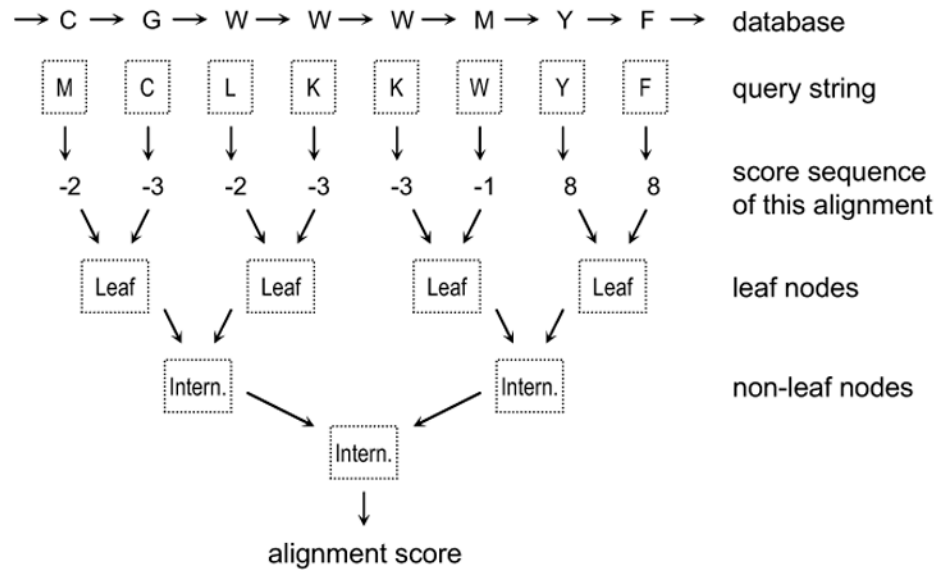 C G W W W M Y F database
M C L K K W Y F query string
-2 -3 -2 -3 -3 -1 8 8 score sequence
of this alignment
Leaf Leaf Leaf Leaf leaf nodes
Intern. Intern. non-leaf nodes
Intern.
alignment score